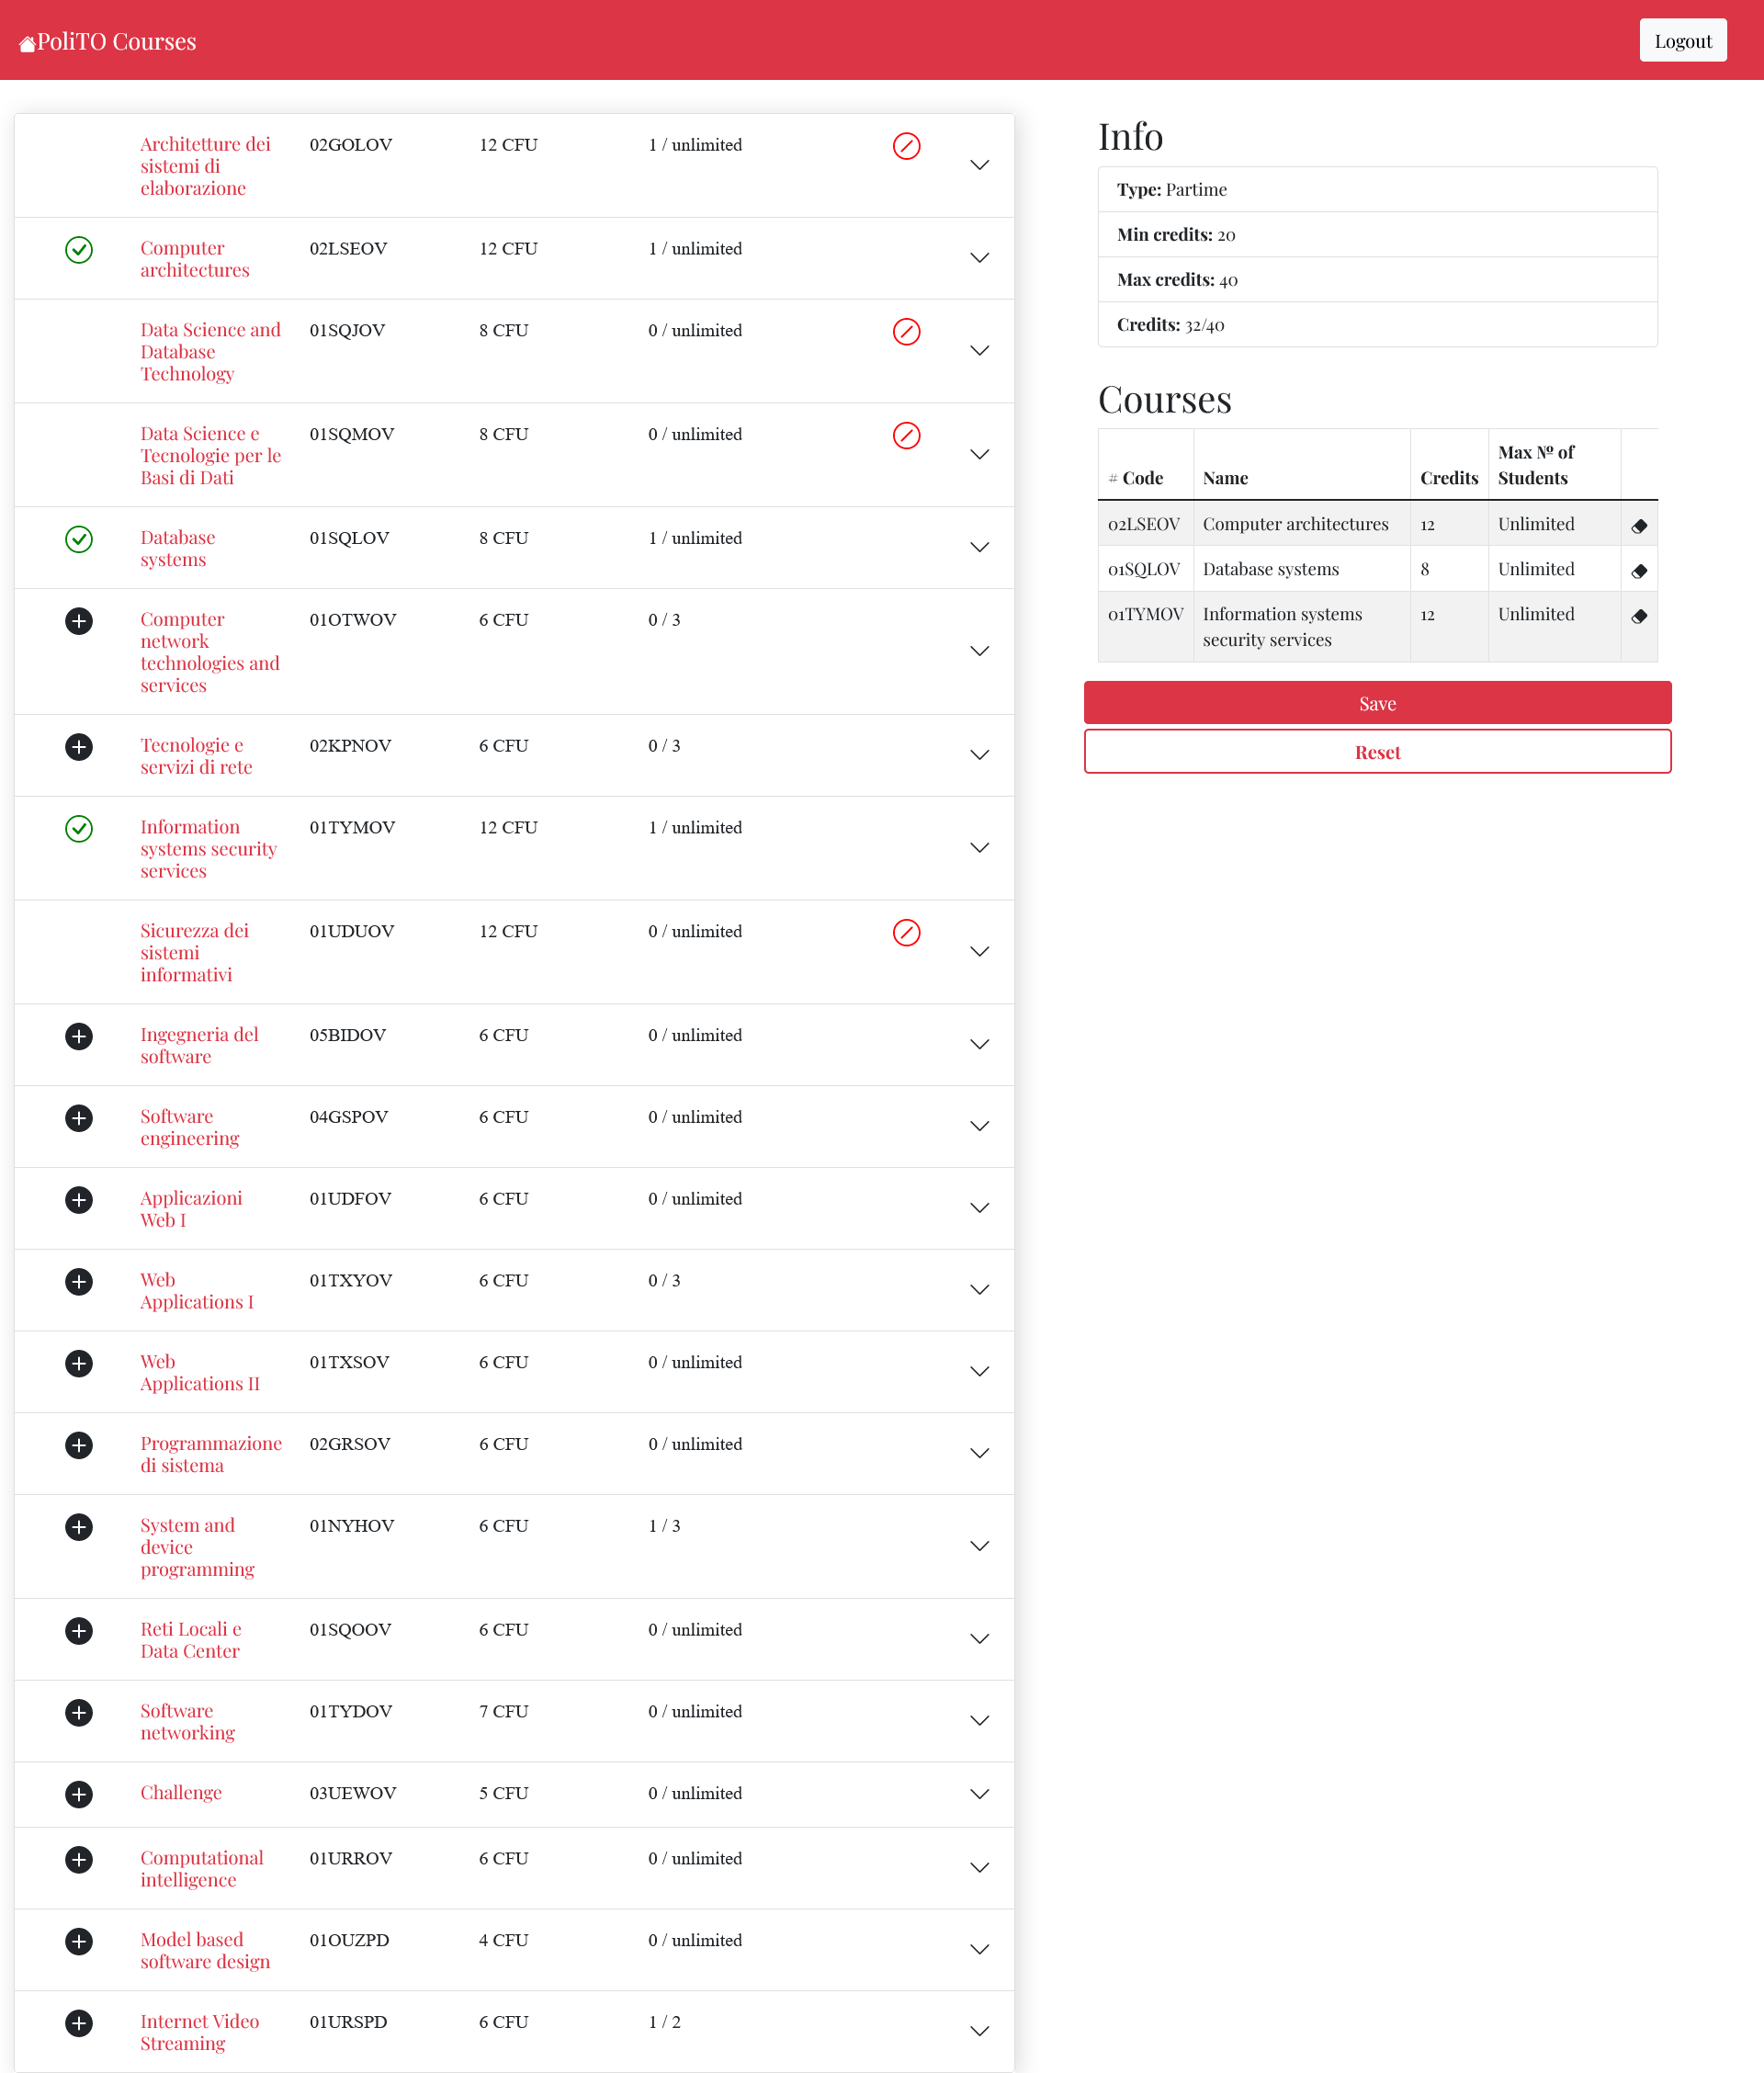 PoliTO Courses
Logout
Architetture dei 02GOLOV 12 CFU 1 / unlimited
sistemi di
elaborazione
Computer 02LSEOV 12 CFU 1 / unlimited
architectures
Data Science and 01SQJOV 8 CFU 0 / unlimited
Database
Technology
Data Science e 01SQMOV 8 CFU 0 / unlimited
Tecnologie per le
Basi di Dati
Database 01SQLOV 8 CFU 1 / unlimited
systems
Computer 01OTWOV 6 CFU 0 / 3
network
technologies and
services
Tecnologie e 02KPNOV 6 CFU 0 / 3
servizi di rete
Information 01TYMOV 12 CFU 1 / unlimited
systems security
services
Sicurezza dei 01UDUOV 12 CFU 0 / unlimited
sistemi
informativi
Ingegneria del 05BIDOV 6 CFU 0 / unlimited
software
Software 04GSPOV 6 CFU 0 / unlimited
engineering
Applicazioni 01UDFOV 6 CFU 0 / unlimited
Web I
Web 01TXYOV 6 CFU 0 / 3
Applications I
Web 01TXSOV 6 CFU 0 / unlimited
Applications II
Programmazione 02GRSOV 6 CFU 0 / unlimited
di sistema
System and 01NYHOV 6 CFU 1 / 3
device
programming
Reti Locali e 01SQOOV 6 CFU 0 / unlimited
Data Center
Software 01TYDOV 7 CFU 0 / unlimited
networking
Challenge 03UEWOV 5 CFU 0 / unlimited
Computational 01URROV 6 CFU 0 / unlimited
intelligence
Model based 01OUZPD 4 CFU 0 / unlimited
software design
Internet Video 01URSPD 6 CFU 1 / 2
Streaming
Info
Type: Partime
Min credits: 20
Max credits: 40
Credits: 32/40
Courses
Max № of
# Code Name Credits Students
02LSEOV Computer architectures 12 Unlimited
01SQLOV Database systems 8 Unlimited
01TYMOV Information systems 12 Unlimited
security services
Save
Reset